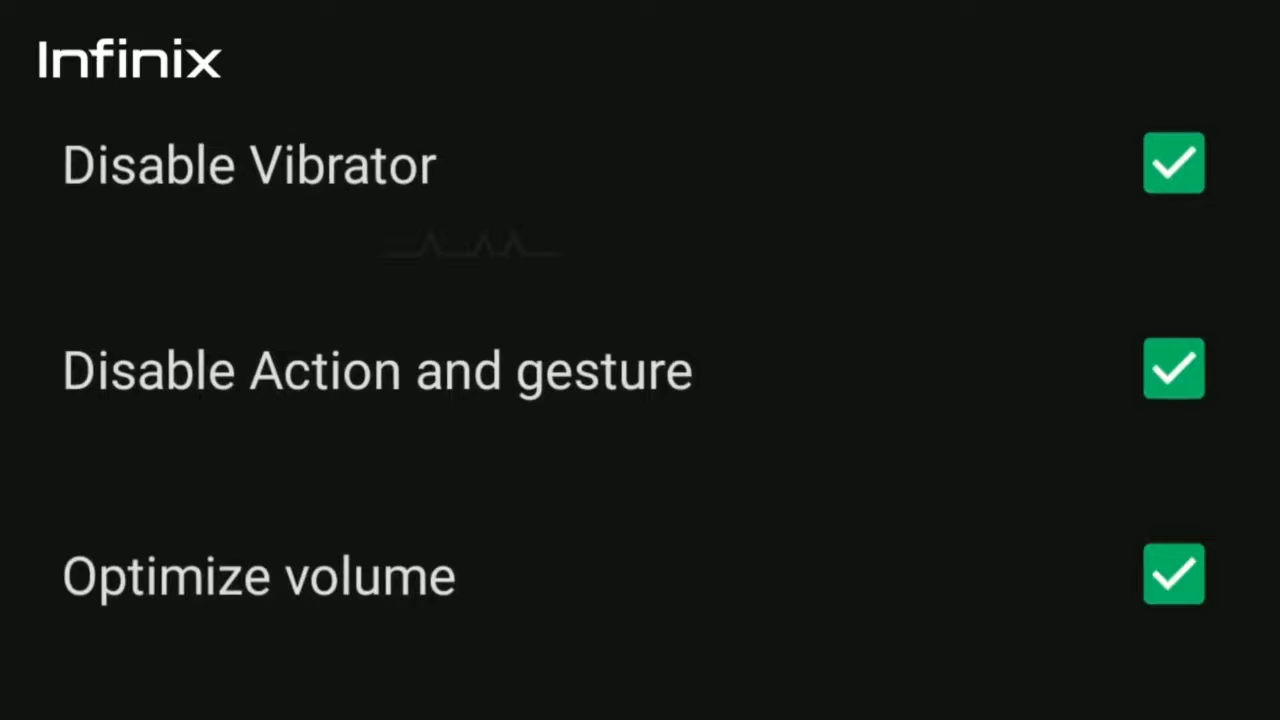 Infinix
Disable Vibrator
Disable Action and gesture
Optimize volume